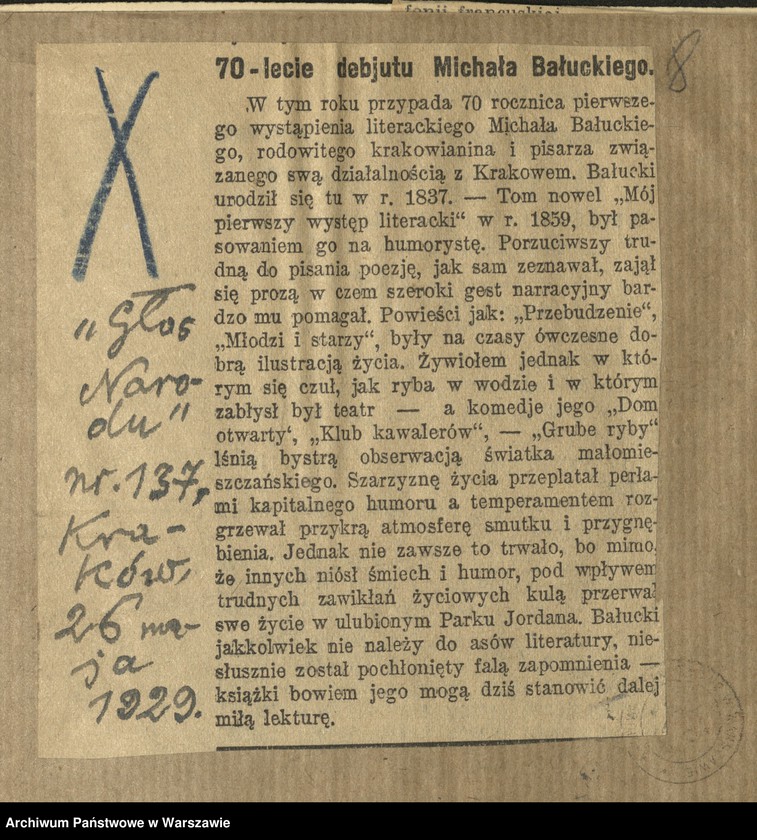 fonji francuskiej
8
70-lecie debjutu Michała Bałuckiego.
W tym roku przypada 70 rocznica pierwsze-
go wystąpienia literackiego Michała Bałuckie-
go, rodowitego krakowianina i pisarza zwią-
zanego swą działalnością z Krakowem. Bałucki
urodził się tu w r. 1837. — Tom nowel „Mój
pierwszy występ literacki“ w r. 1859, był pa-
sowaniem go na humorystę. Porzuciwszy tru-
dną do pisania poezję, jak sam zeznawał, zajął
się prozą w czem szeroki gest narracyjny bar-
dzo mu pomagał. Powieści jak: „Przebudzenie“,
„Młodzi i starzy“, były na czasy ówczesne do-
brą ilustracją życia. Żywiołem jednak w któ-
rym się czuł, jak ryba w wodzie i w którym
zabłysł był teatr — a komedje jego „Dom
otwarty‘, „Klub kawalerów“, — „Grube ryby“
lśnią bystrą obserwacją światka małomie-
szczańskiego. Szarzyznę życia przeplatał perła-
mi kapitalnego humoru a temperamentem roz-
grzewał przykrą atmosferę smutku i przygnę-
bienia. Jednak nie zawsze to trwało, bo mimo,
że innych niósł śmiech i humor, pod wpływem
trudnych zawikłań życiowych kulą przerwał
swe życie w ulubionym Parku Jordana. Bałucki
jakkolwiek nie należy do asów literatury, nie-
słusznie został pochłonięty falą zapomnienia —
książki bowiem jego mogą dziś stanowić dalej
miłą lekturę.
X
„Głos
Naro-
du"
nr. 137,
Kra-
ków,
26 ma-
ja
1929.
Archiwum Państwowe w Warszawie